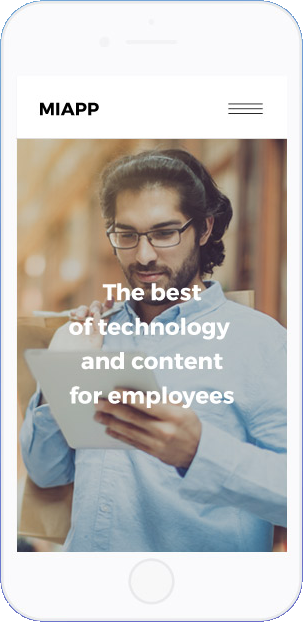 MIAPP
The best
of technology
and content
for employees